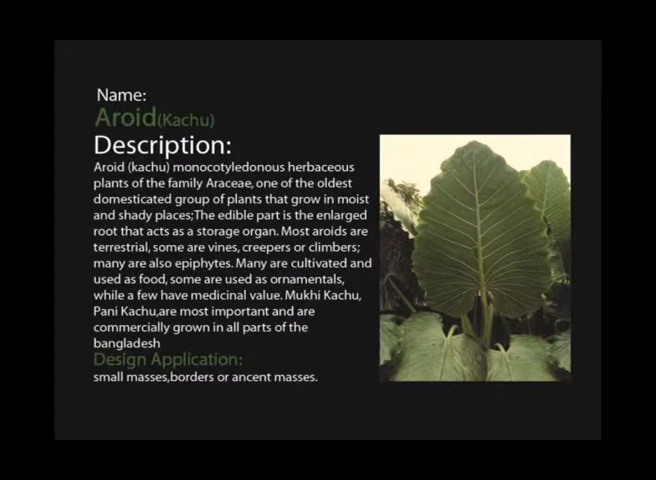 Name:
Aroid(Kachu)
Description:
Aroid (kachu) monocotyledonous herbaceous
plants of the family Araceae, one of the oldest
domesticated group of plants that grow in moist
and shady places;The edible part is the enlarged
root that acts as a storage organ. Most aroids are
terrestrial, some are vines, creepers or climbers;
many are also epiphytes. Many are cultivated and
used as food, some are used as ornamentals,
while a few have medicinal value. Mukhi Kachu,
Pani Kachu,are most important and are
commercially grown in all parts of the
bangladesh
Design Application:
small masses,borders or ancent masses.